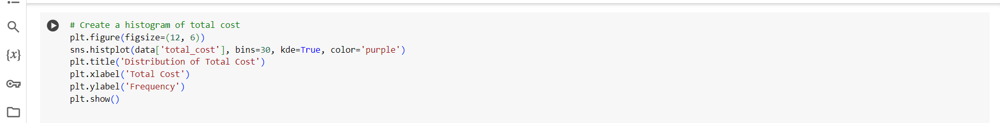 # Create a histogram of total cost
plt.figure(figsize=(12, 6))
sns.histplot(data['total_cost'], bins=30, kde=True, color='purple')
plt.title('Distribution of Total Cost')
plt.xlabel('Total Cost')
plt.ylabel('Frequency')
plt.show()
{x}